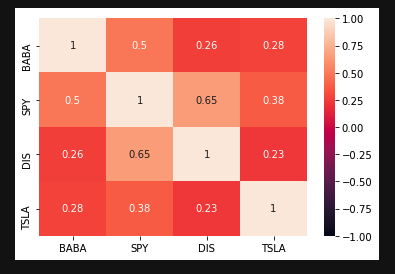 BABA 1 0.5 0.26 0.28
SPY 0.5 1 0.65 0.38
DIS 0.26 0.65 1 0.23
TSLA 0.28 0.38 0.23 1
BABA SPY DIS TSLA
1.00
0.75
0.50
0.25
0.00
−0.25
−0.50
−0.75
−1.00